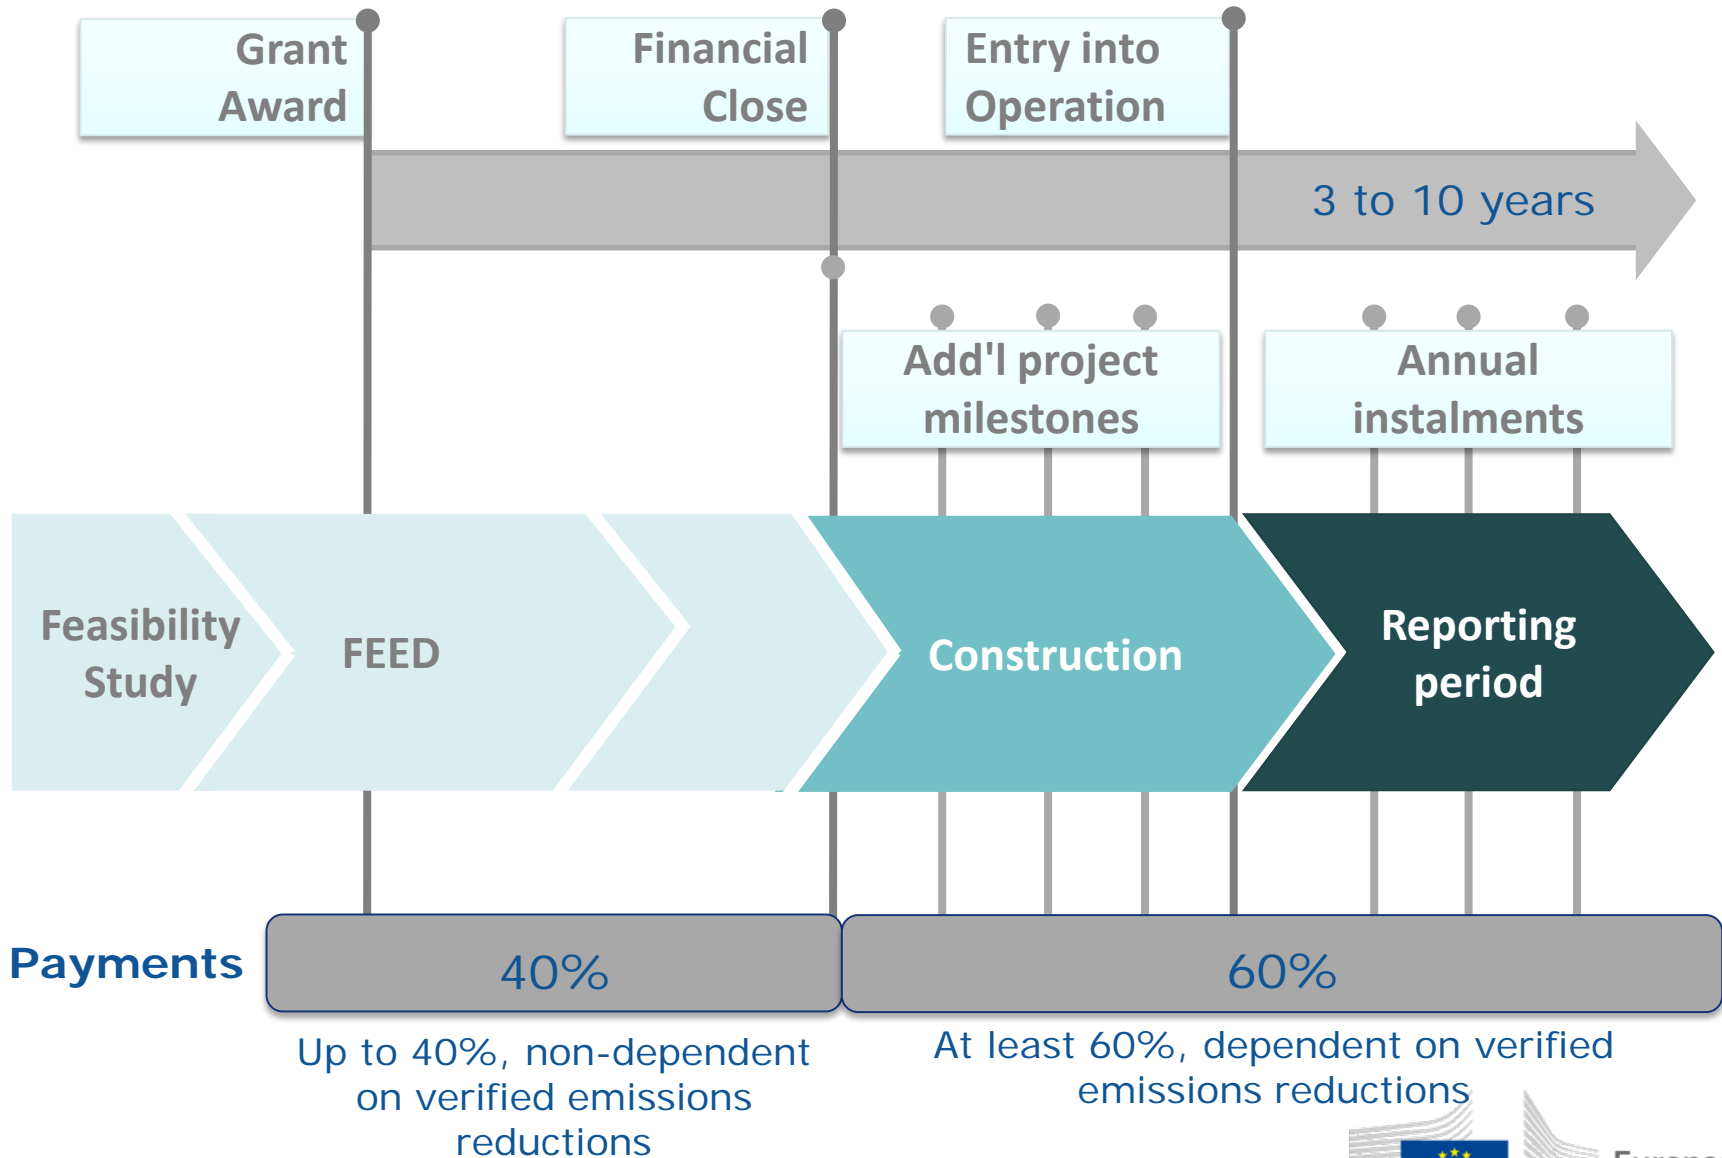 Grant
Award
Financial
Close
Entry into
Operation
3 to 10 years
Add'l project
milestones
Annual
instalments
Feasibility
Study
FEED
Construction
Reporting
period
Payments
40%
60%
Up to 40%, non-dependent
on verified emissions
reductions
At least 60%, dependent on verified
emissions reductions